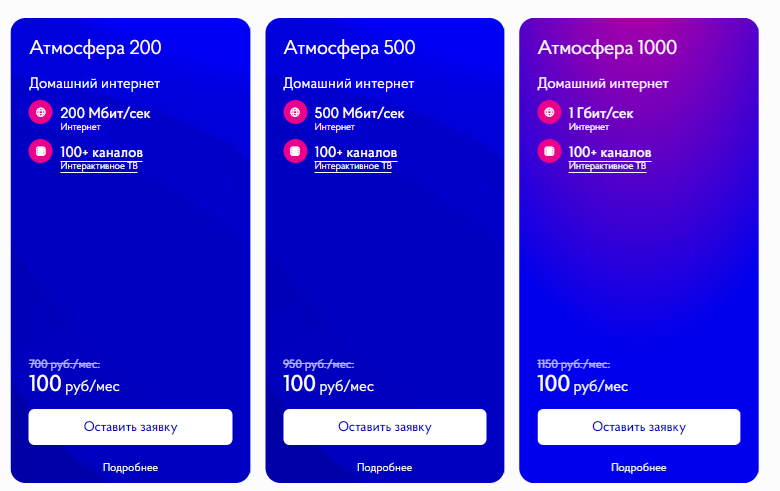 Атмосфера 200
Домашний интернет
200 Мбит/сек
Интернет
100+ каналов
Интерактивное ТВ
700 руб./мес.
100 руб/мес
Оставить заявку
Подробнее
Атмосфера 500
Домашний интернет
500 Мбит/сек
Интернет
100+ каналов
Интерактивное ТВ
950 руб./мес.
100 руб/мес
Оставить заявку
Подробнее
Атмосфера 1000
Домашний интернет
1 Гбит/сек
Интернет
100+ каналов
Интерактивное ТВ
1150 руб./мес.
100 руб/мес
Оставить заявку
Подробнее